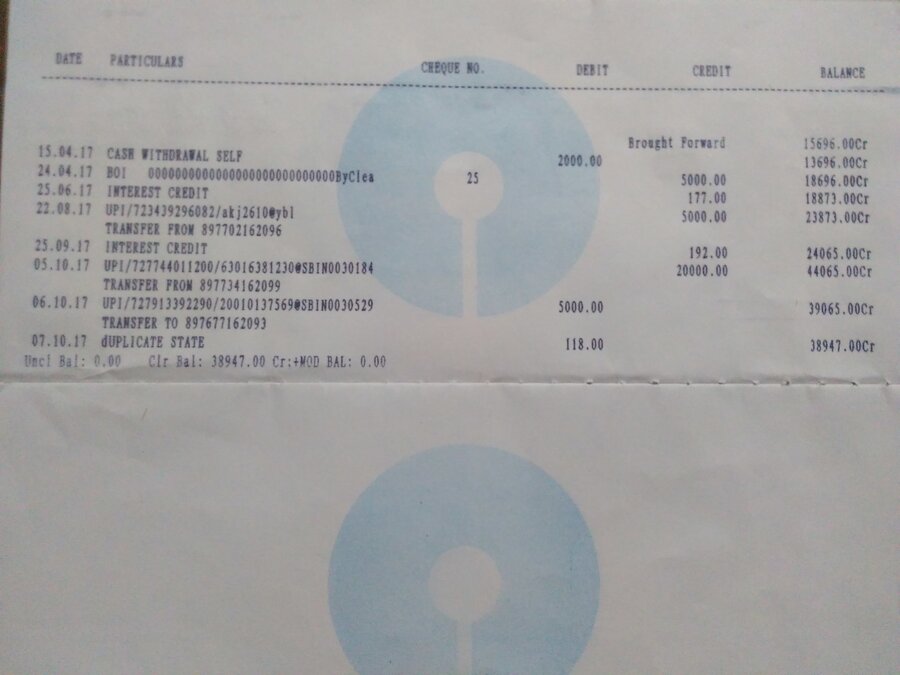 DATE PARTICULARS CHEQUE NO. DEBIT CREDIT BALANCE
Brought Forward 15696.00Cr
15.04.17 CASH WITHDRAWAL SELF 2000.00 13696.00Cr
24.04.17 BOI 000000000000000000000000000ByClea 25 5000.00 18696.00Cr
25.06.17 INTEREST CREDIT 177.00 18873.00Cr
22.08.17 UPI/723439296082/akj2610@ybl 5000.00 23873.00Cr
TRANSFER FROM 897702162096
25.09.17 INTEREST CREDIT 192.00 24065.00Cr
05.10.17 UPI/727744011200/63016381230@SBIN0030184 20000.00 44065.00Cr
TRANSFER FROM 897734162099
06.10.17 UPI/727913392290/20010137569@SBIN0030529 5000.00 39065.00Cr
TRANSFER TO 897677162093
07.10.17 dUPLICATE STATE 118.00 38947.00Cr
Uncl Bal: 0.00 Clr Bal: 38947.00 Cr;+MOD BAL: 0.00